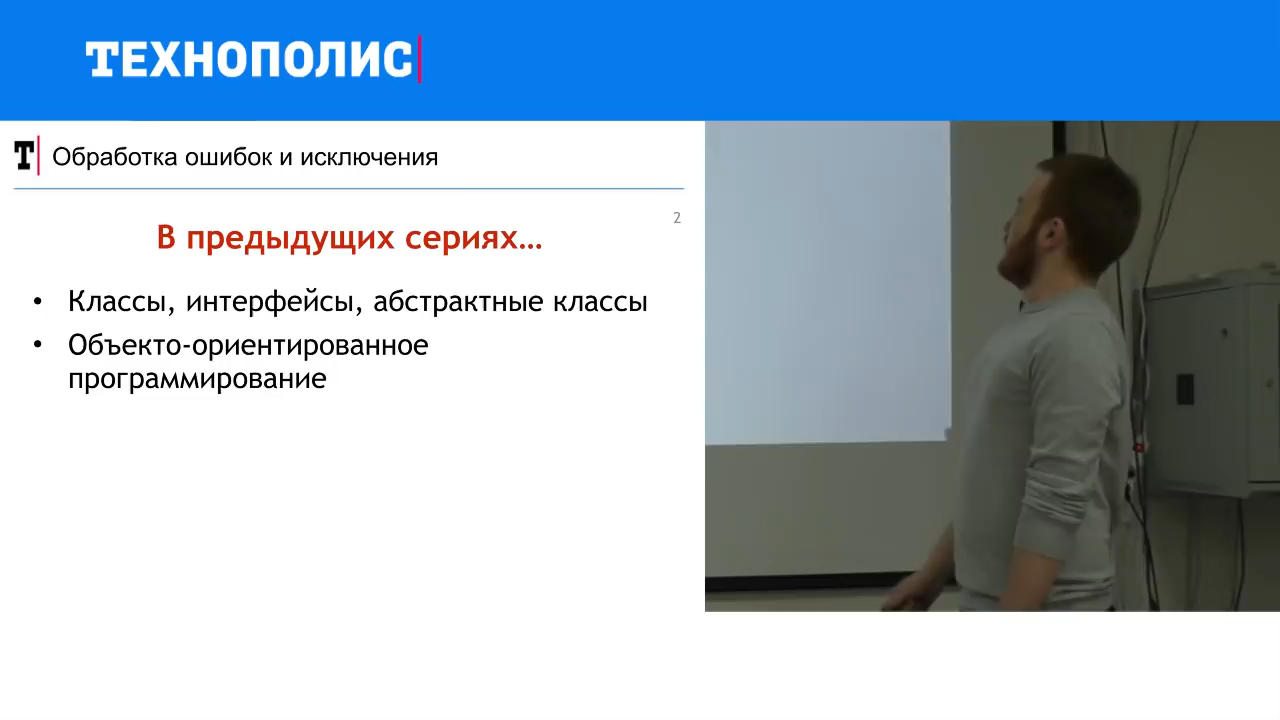 ТЕХНОПОЛИС
Т Обработка ошибок и исключения
2
В предыдущих сериях…
• Классы, интерфейсы, абстрактные классы
• Объекто-ориентированное
программирование